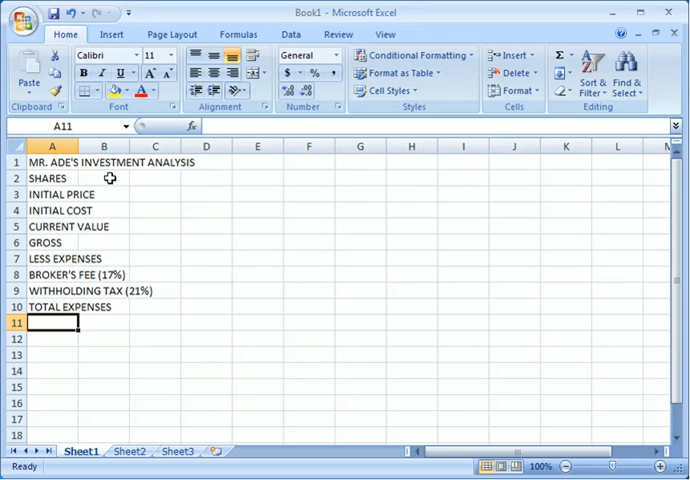 Book1 - Microsoft Excel
Home Insert Page Layout Formulas Data Review View
Calibri 11 General Conditional Formatting Insert Σ
Paste B I U A A $ % , Format as Table Delete Sort & Filter Find & Select
Cell Styles Format
Clipboard Font Alignment Number Styles Cells Editing
A11 fx
A B C D E F G H I J K L M
1 MR. ADE'S INVESTMENT ANALYSIS
2 SHARES
3 INITIAL PRICE
4 INITIAL COST
5 CURRENT VALUE
6 GROSS
7 LESS EXPENSES
8 BROKER'S FEE (17%)
9 WITHHOLDING TAX (21%)
10 TOTAL EXPENSES
11
12
13
14
15
16
17
18
Sheet1 Sheet2 Sheet3
Ready 100%